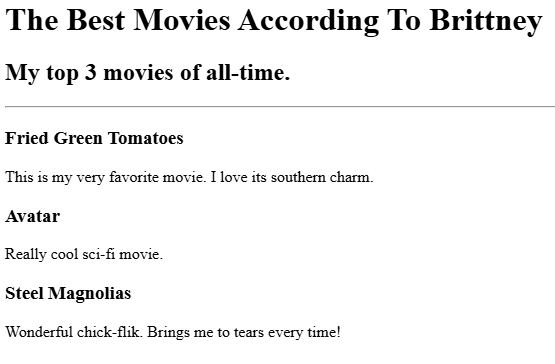 The Best Movies According To Brittney
My top 3 movies of all-time.
Fried Green Tomatoes
This is my very favorite movie. I love its southern charm.
Avatar
Really cool sci-fi movie.
Steel Magnolias
Wonderful chick-flik. Brings me to tears every time!